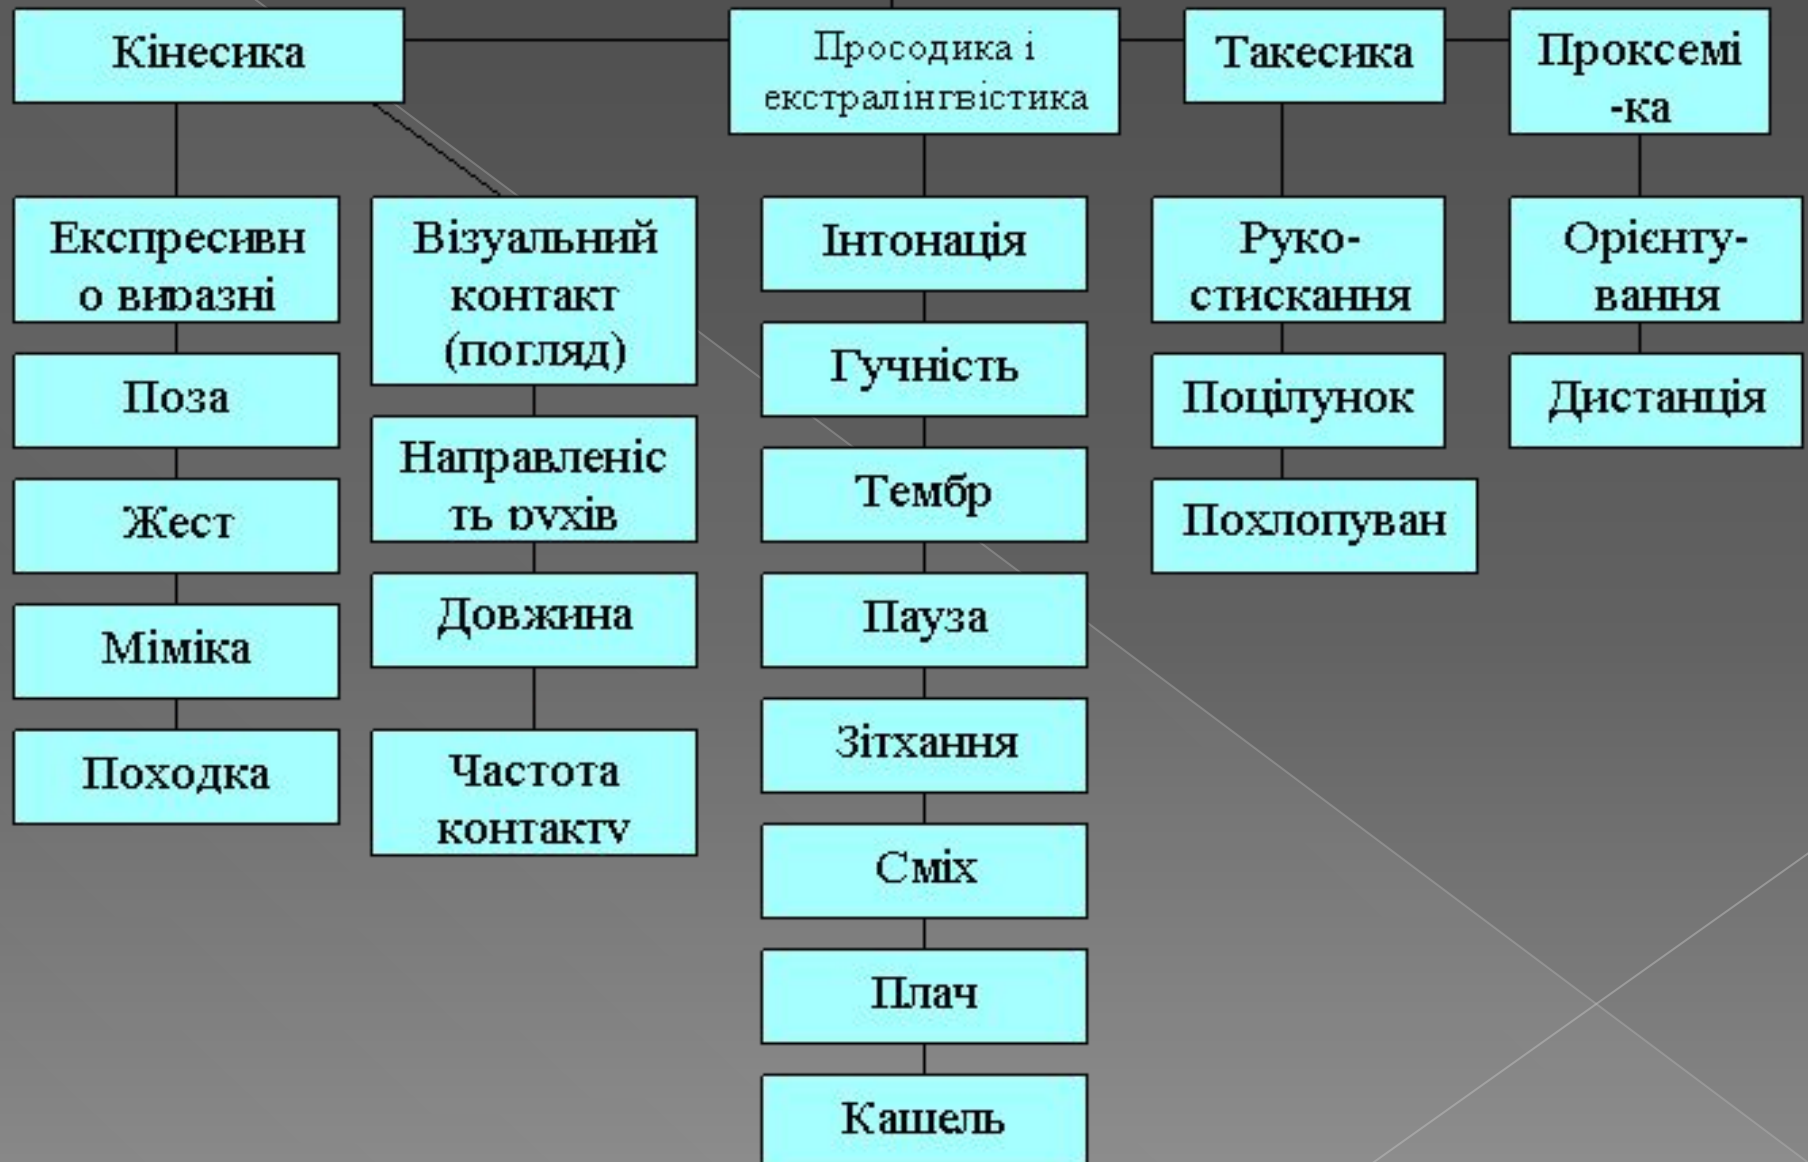 Кінесика
Просодика і
екстралінгвістика
Такесика
Проксемі
-ка
Експресивн
о виразні
Поза
Жест
Міміка
Походка
Візуальний
контакт
(погляд)
Направленіс
ть рухів
Довжина
Частота
контакту
Інтонація
Гучність
Тембр
Пауза
Зітхання
Сміх
Плач
Кашель
Руко-
стискання
Поцілунок
Похлопуван
Орієнту-
вання
Дистанція